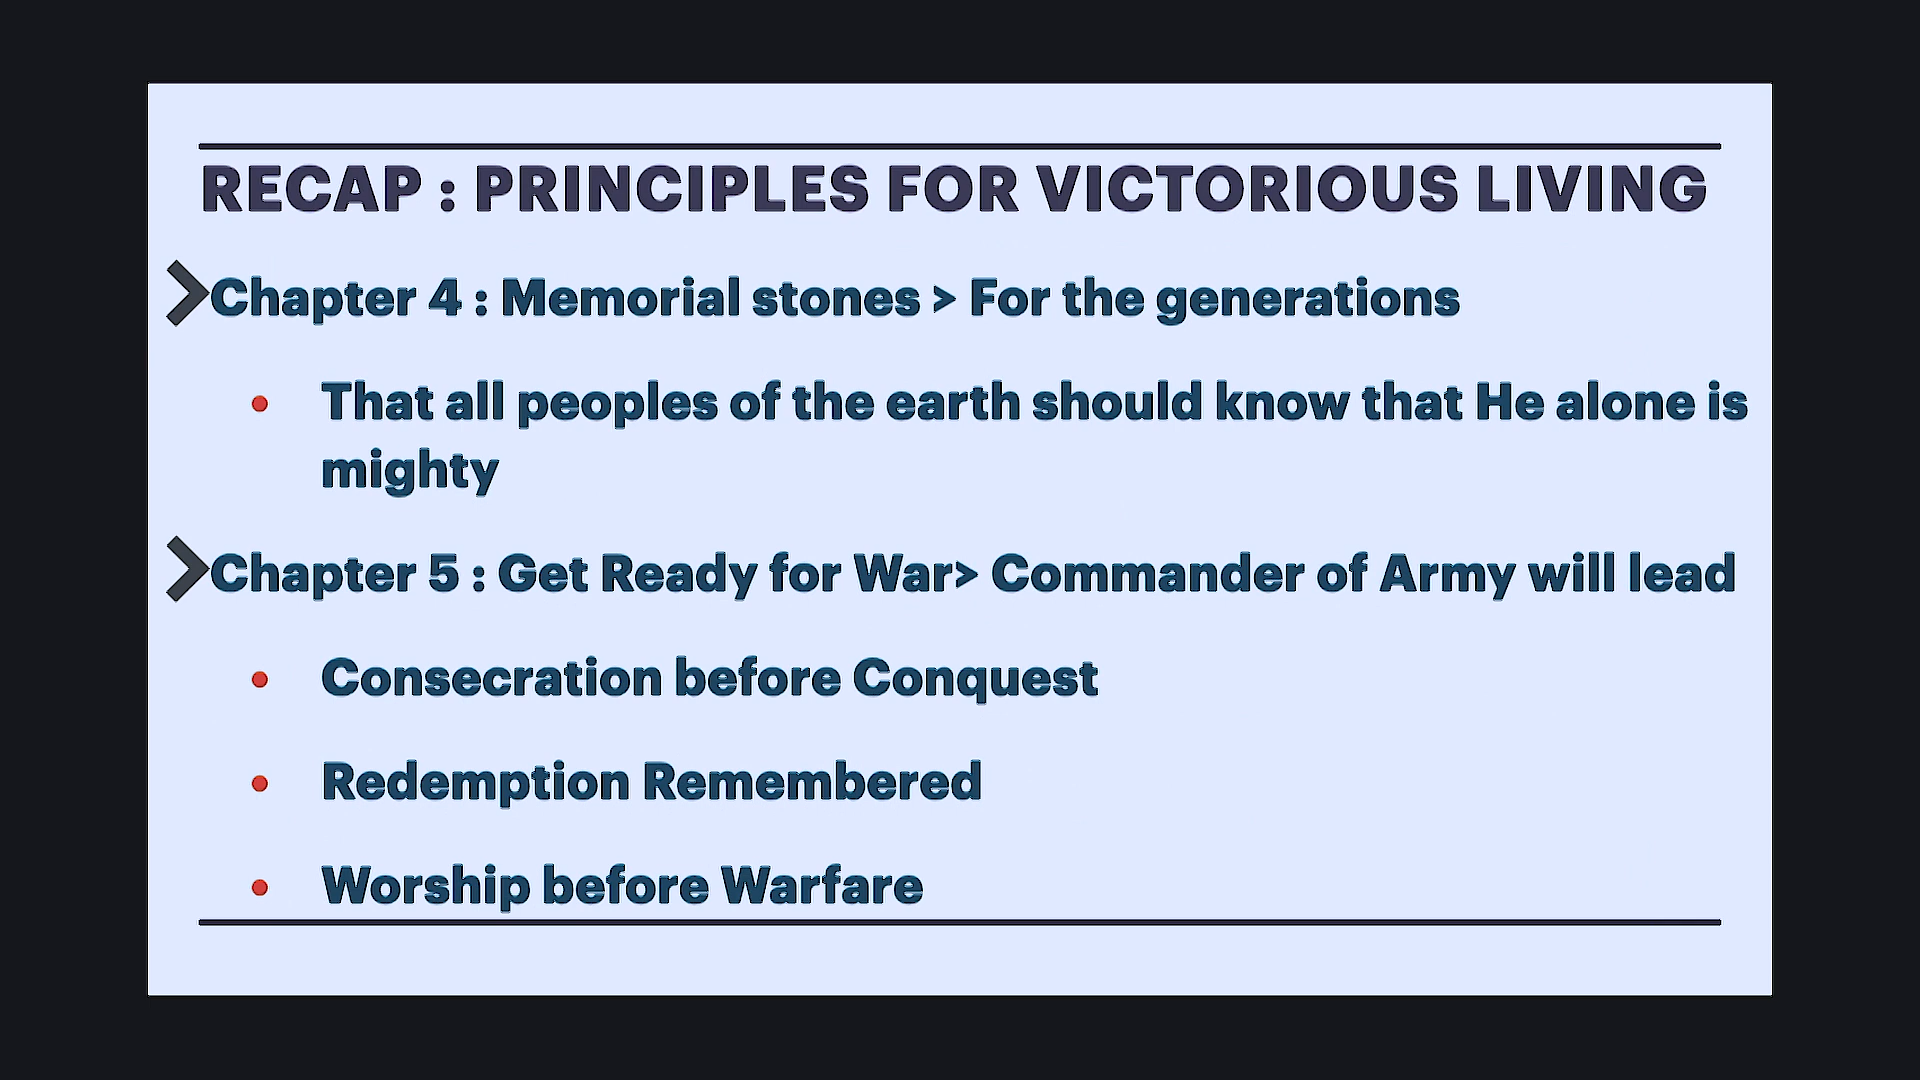 RECAP : PRINCIPLES FOR VICTORIOUS LIVING
Chapter 4 : Memorial stones > For the generations
• That all peoples of the earth should know that He alone is
mighty
Chapter 5 : Get Ready for War> Commander of Army will lead
• Consecration before Conquest
• Redemption Remembered
• Worship before Warfare